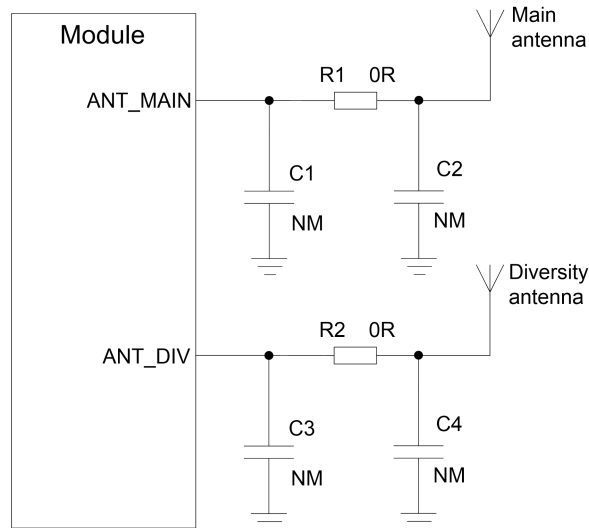 Module
Main
antenna
R1 0R
ANT_MAIN
C1
C2
NM
NM
Diversity
antenna
R2 0R
ANT_DIV
C3
C4
NM
NM